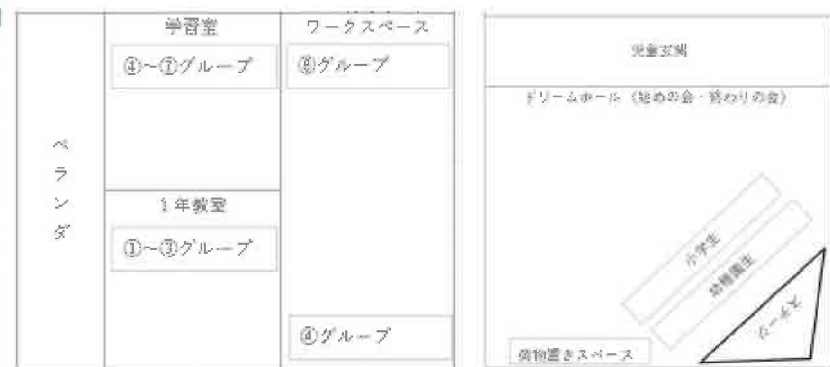 学習室
④〜⑦グループ
ワークスペース
⑧グループ
ベランダ
1年教室
①〜③グループ
グループ
児童玄関
ドリームホール（始めの会・終わりの会）
小学生
幼稚園生
ステージ
荷物置きスペース